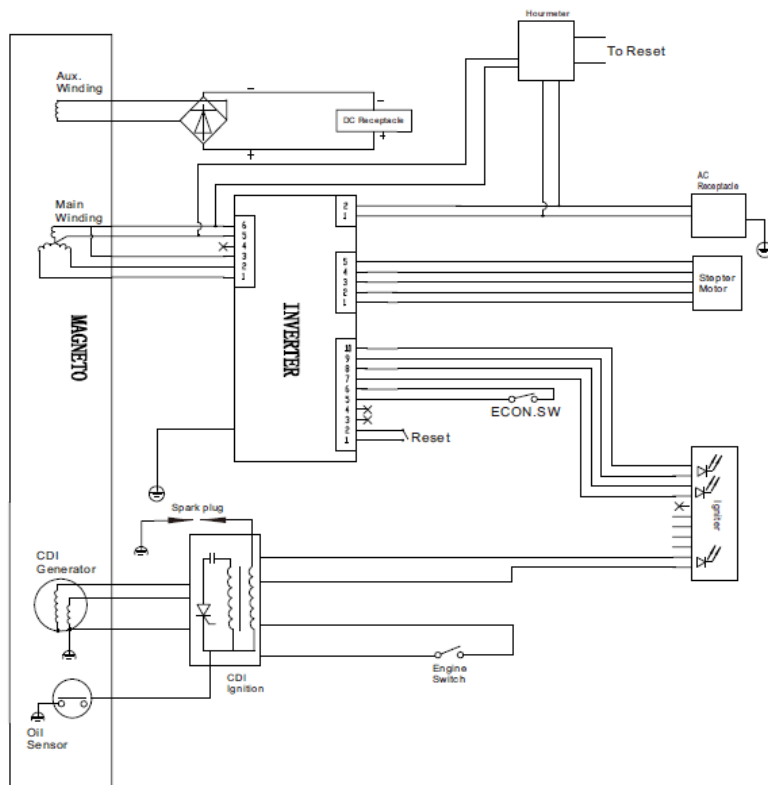 Hourmeter
To Reset
Aux.
Winding
DC Receptacle
−
−
+
+
AC
Receptacle
Main
Winding
6
5
4
3
2
1
2
1
5
4
3
2
1
Stepter
Motor
MAGNETO
INVERTER
10
9
8
7
6
5
4
3
2
1
ECON.SW
Reset
Igniter
Spark plug
CDI
Generator
CDI
Ignition
Engine
Switch
Oil
Sensor